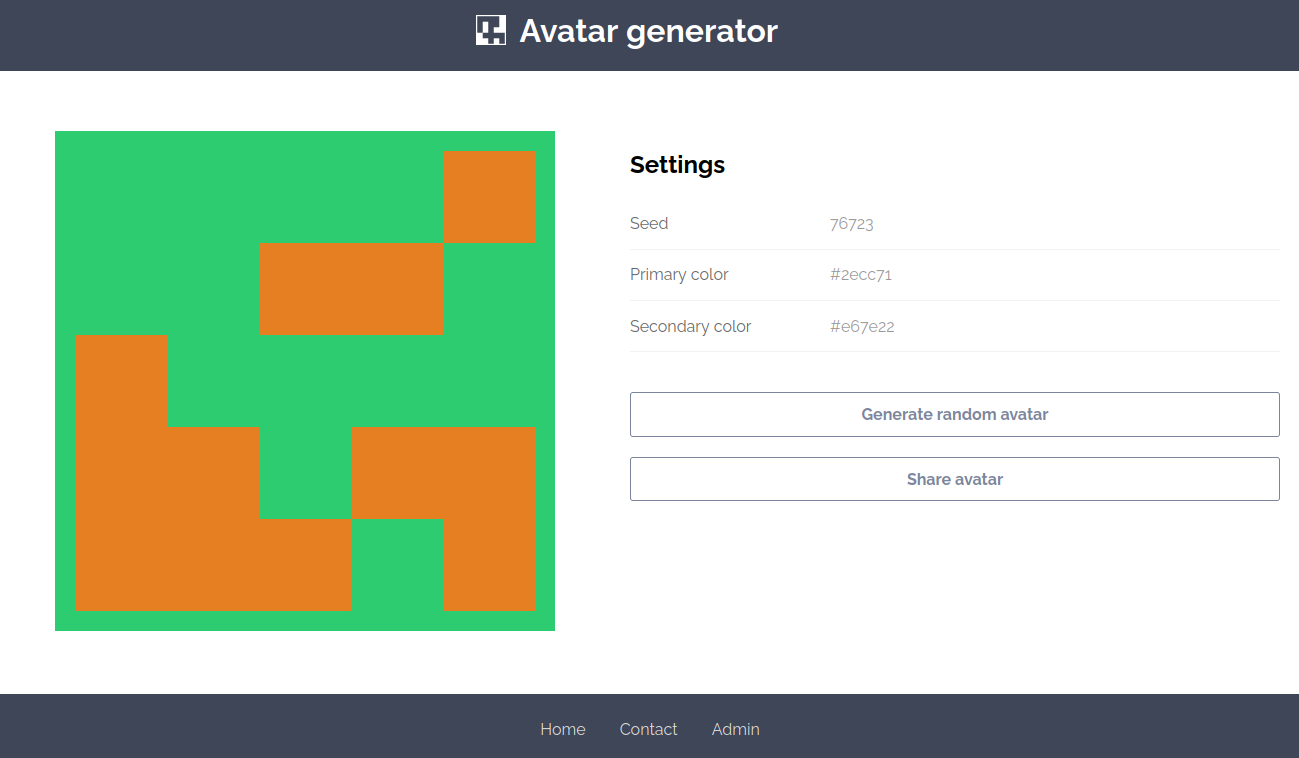 Avatar generator
Settings
Seed 76723
Primary color #2ecc71
Secondary color #e67e22
Generate random avatar
Share avatar
Home Contact Admin